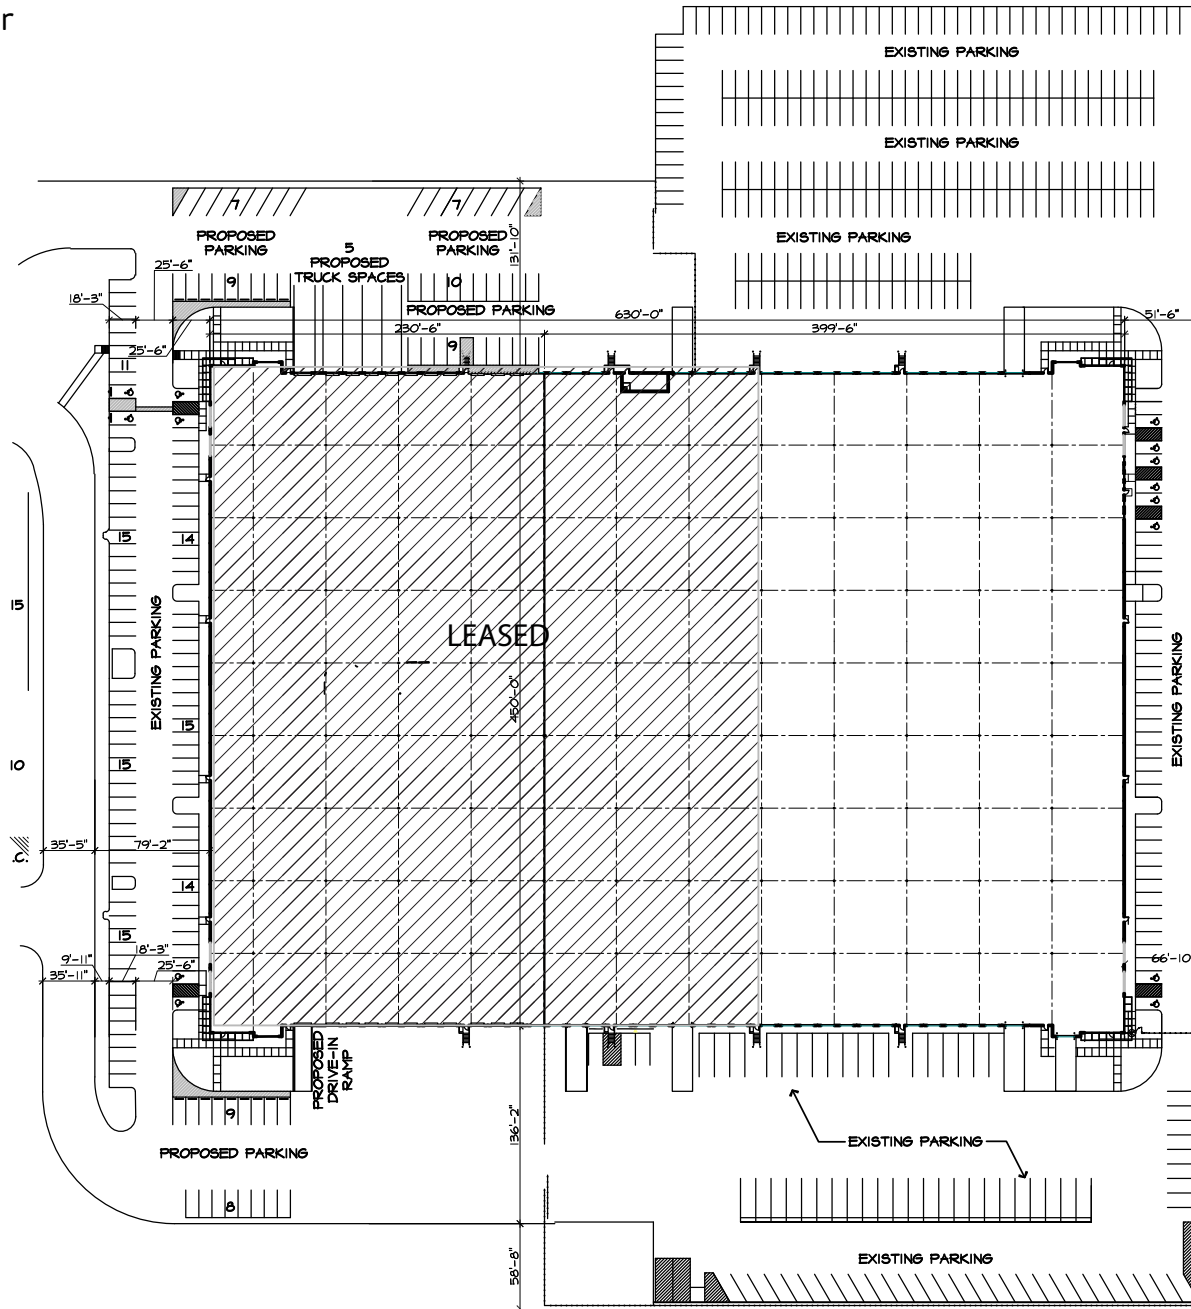 r
EXISTING PARKING
EXISTING PARKING
EXISTING PARKING
7
7
PROPOSED
PARKING
PROPOSED
PARKING
131'-10"
5
PROPOSED
TRUCK SPACES
25'-6"
9
10
18'-3"
PROPOSED PARKING
630'-0"
51'-6"
230'-6"
399'-6"
25'-6"
9
11
15
14
15
LEASED
EXISTING PARKING
EXISTING PARKING
450'-0"
15
10
15
35'-5"
79'-2"
C.
14
15
18'-3"
9'-11"
25'-6"
35'-11"
66'-10
PROPOSED
DRIVE-IN
RAMP
9
136'-2"
EXISTING PARKING
PROPOSED PARKING
8
EXISTING PARKING
58'-8"